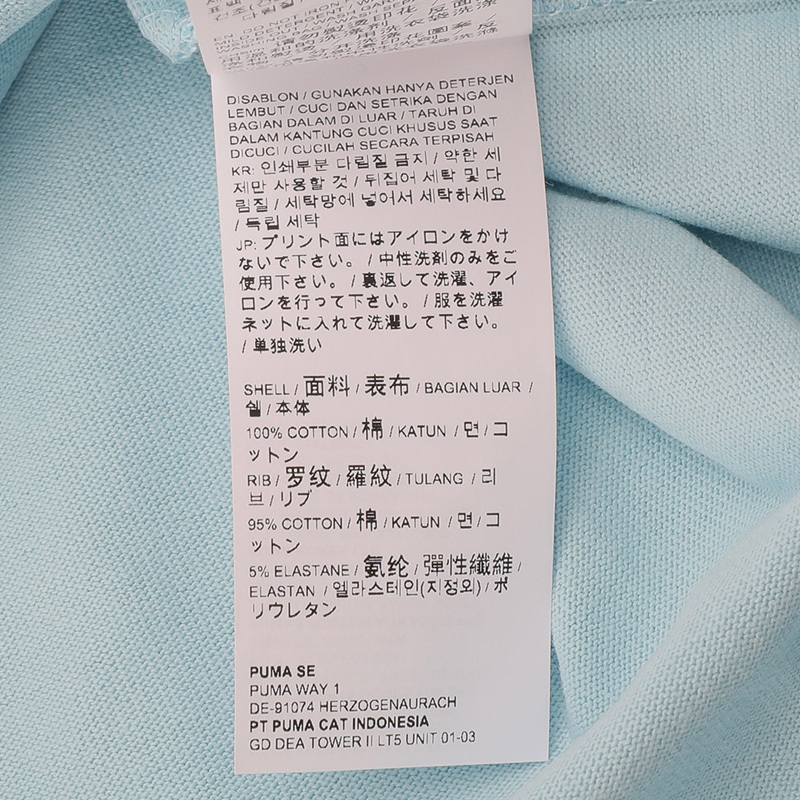 EN: DO NOT IRON / WAR
DISABLON / GUNAKAN HANYA DETERJEN
LEMBUT / CUCI DAN SETRIKA DENGAN
BAGIAN DALAM DI LUAR / TARUH DI
DALAM KANTUNG CUCI KHUSUS SAAT
DICUCI / CUCILAH SECARA TERPISAH
KR: 인쇄부분 다림질 금지 / 약한 세
제만 사용할 것 / 뒤집어 세탁 및 다
림질 / 세탁망에 넣어서 세탁하세요
/ 독립 세탁
JP: プリント面にはアイロンをかけ
ないで下さい。 / 中性洗剤のみをご
使用下さい。 / 裏返して洗濯、アイ
ロンを行って下さい。 / 服を洗濯
ネットに入れて洗濯して下さい。
/ 単独洗い
SHELL / 面料 / 表布 / BAGIAN LUAR /
쉘 / 本体
100% COTTON / 棉 / KATUN / 면 / コ
ットン
RIB / 罗纹 / 羅紋 / TULANG / 리
브 / リブ
95% COTTON / 棉 / KATUN / 면 / コ
ットン
5% ELASTANE / 氨纶 / 彈性纖維 /
ELASTAN / 엘라스테인(지정외) / ポ
リウレタン
PUMA SE
PUMA WAY 1
DE-91074 HERZOGENAURACH
PT PUMA CAT INDONESIA
GD DEA TOWER II LT5 UNIT 01-03